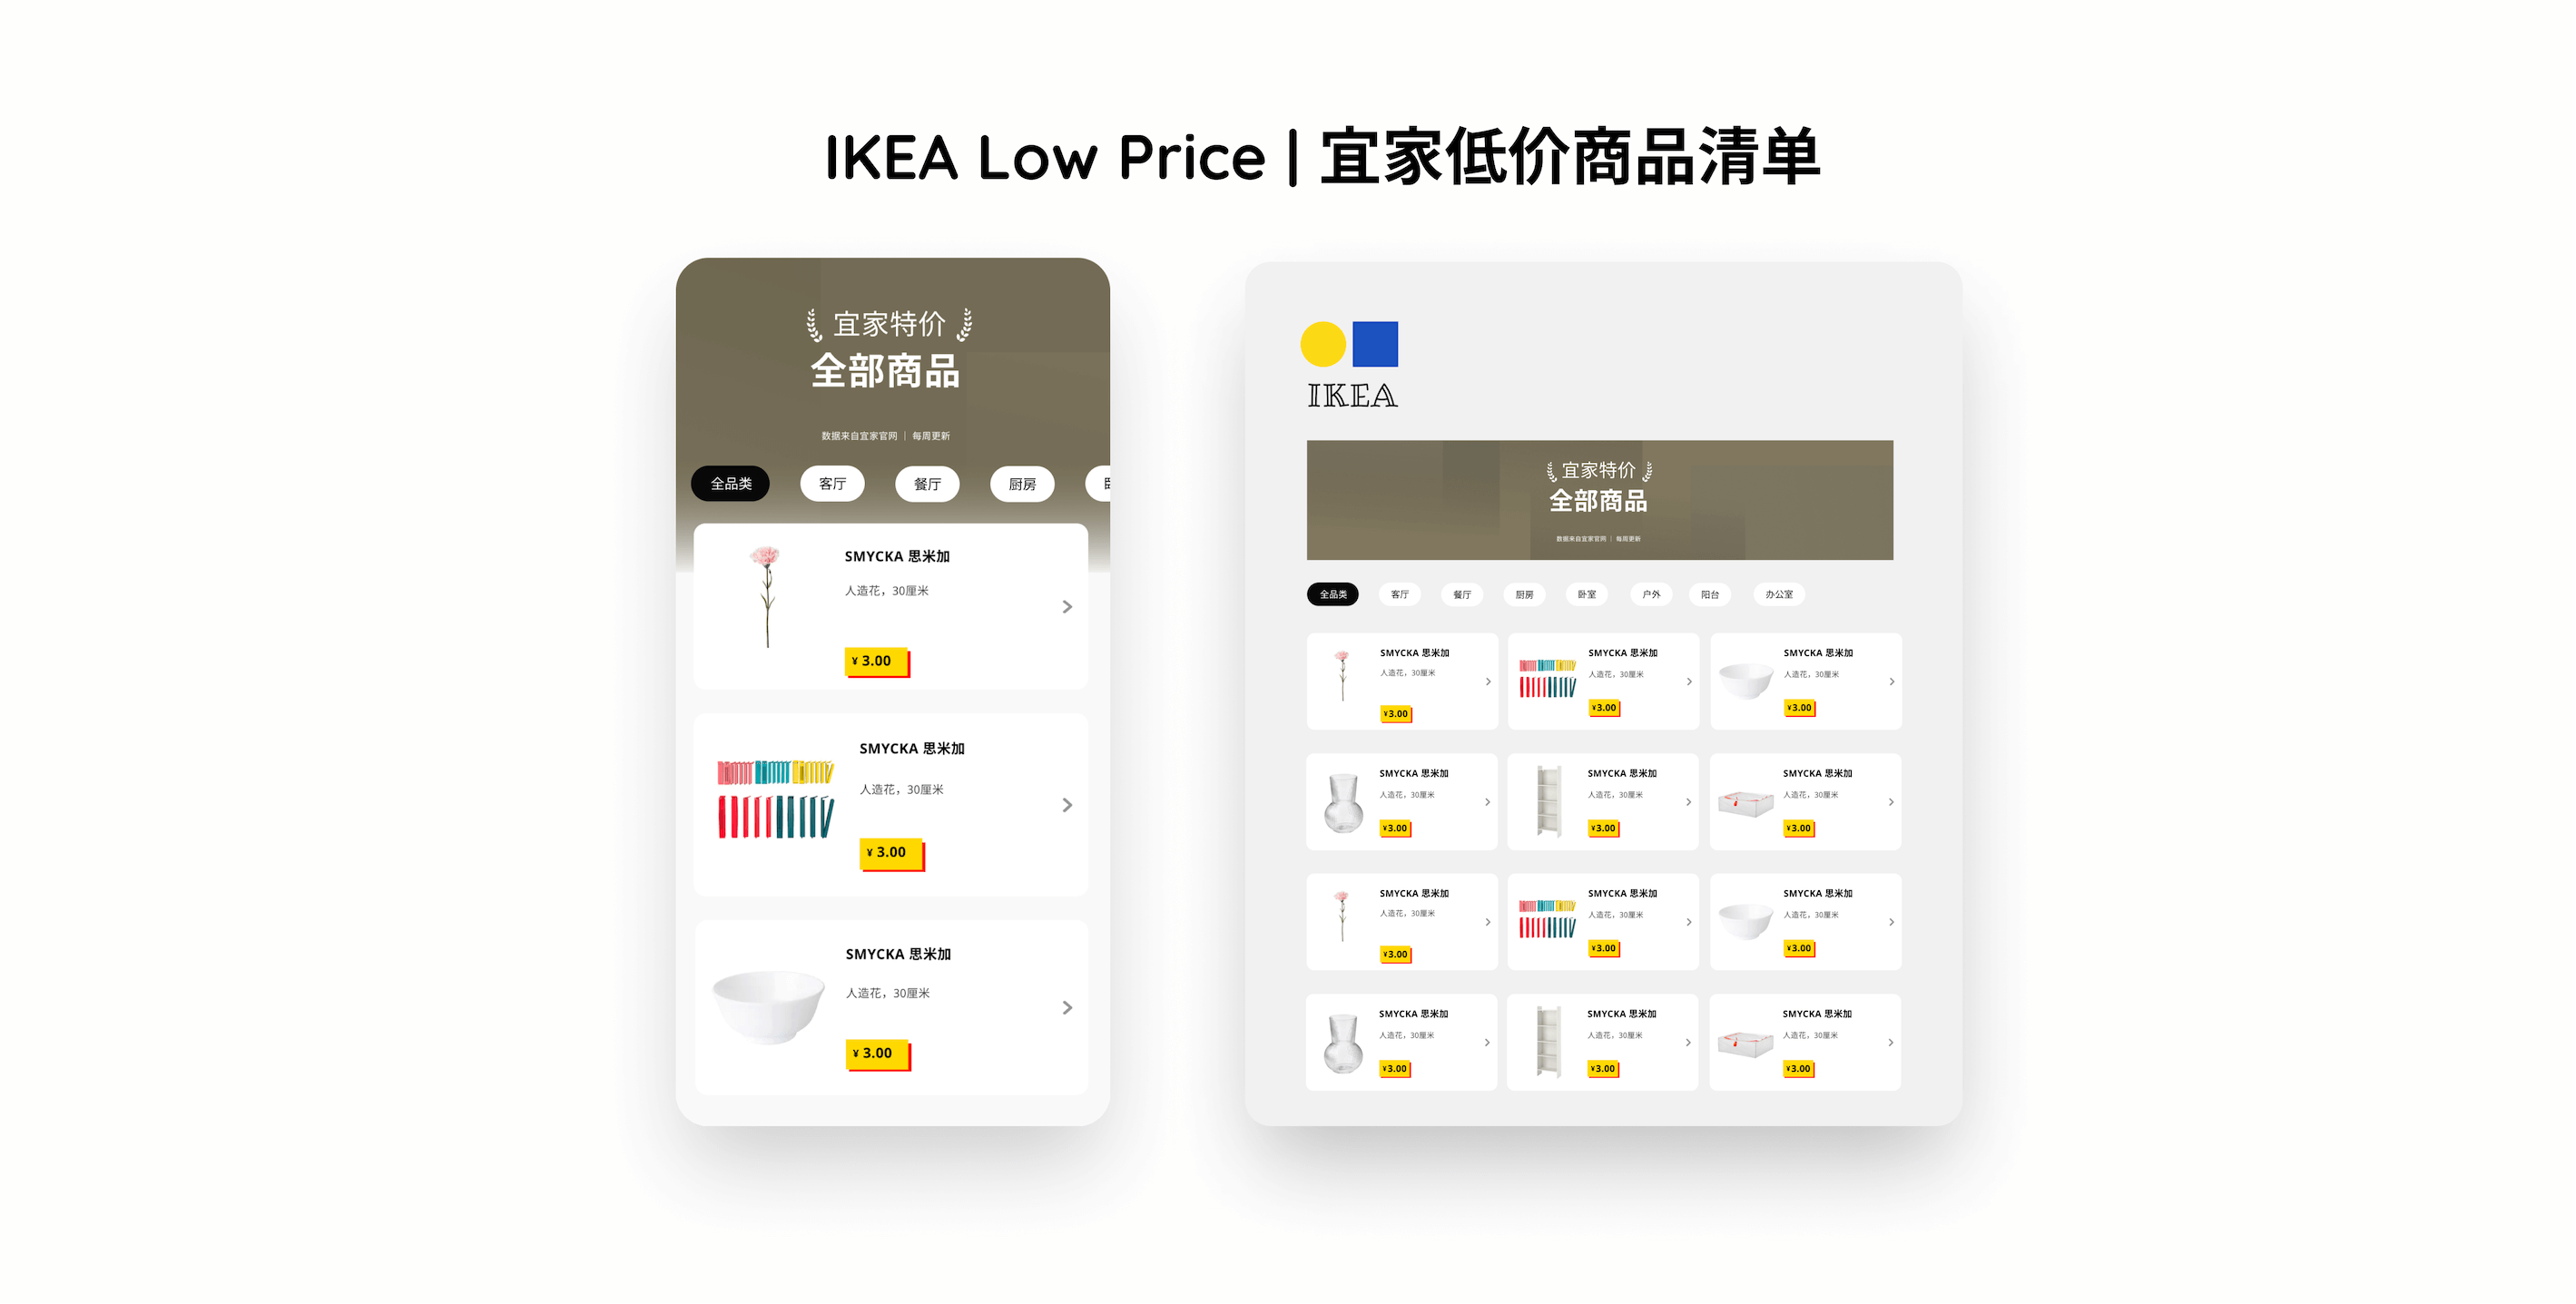 IKEA Low Price | 宜家低价商品清单
宜家特价
全部商品
数据来自宜家官网 | 每周更新
全品类 客厅 餐厅 厨房
SMYCKA 思米加
人造花，30厘米
¥ 3.00
SMYCKA 思米加
人造花，30厘米
¥ 3.00
SMYCKA 思米加
人造花，30厘米
¥ 3.00
IKEA
宜家特价
全部商品
数据来自宜家官网 | 每周更新
全品类 客厅 餐厅 厨房 卧室 户外 阳台 办公室
SMYCKA 思米加 SMYCKA 思米加 SMYCKA 思米加
人造花，30厘米 人造花，30厘米 人造花，30厘米
¥3.00 ¥3.00 ¥3.00
SMYCKA 思米加 SMYCKA 思米加 SMYCKA 思米加
人造花，30厘米 人造花，30厘米 人造花，30厘米
¥3.00 ¥3.00 ¥3.00
SMYCKA 思米加 SMYCKA 思米加 SMYCKA 思米加
人造花，30厘米 人造花，30厘米 人造花，30厘米
¥3.00 ¥3.00 ¥3.00
SMYCKA 思米加 SMYCKA 思米加 SMYCKA 思米加
人造花，30厘米 人造花，30厘米 人造花，30厘米
¥3.00 ¥3.00 ¥3.00